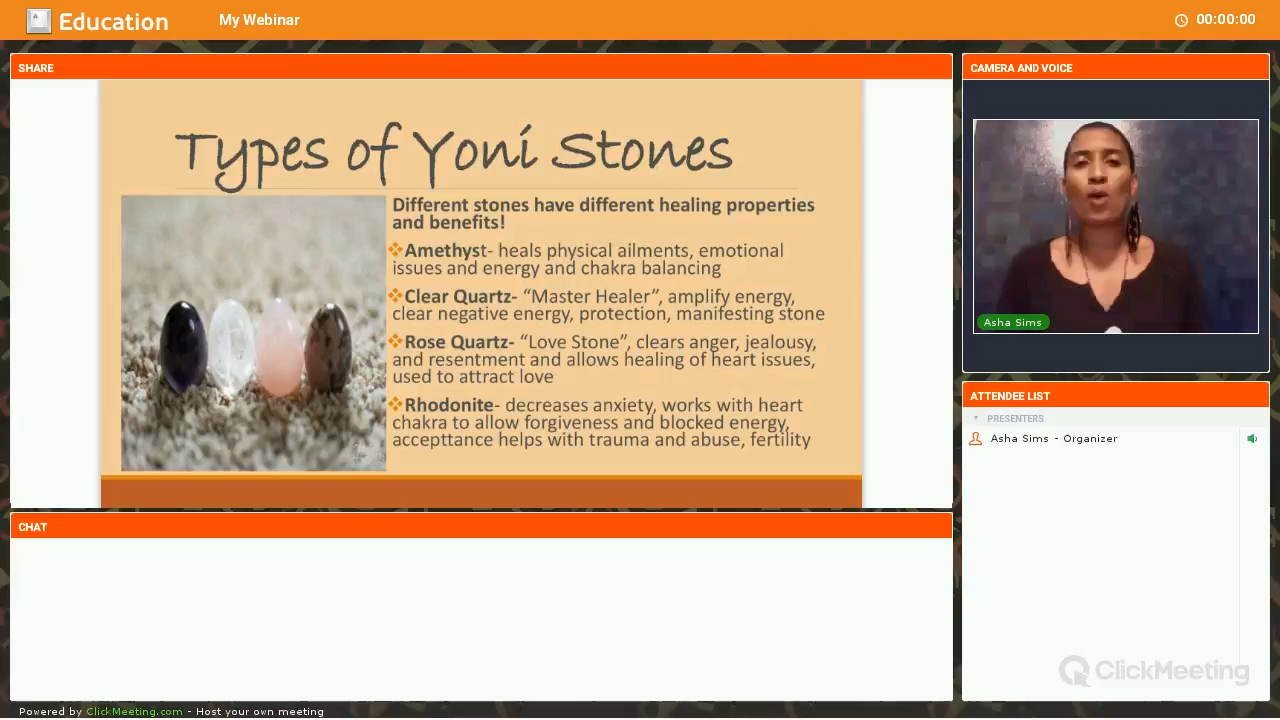 Education
My Webinar
00:00:00
SHARE
Types of Yoni Stones
Different stones have different healing properties
and benefits!
Amethyst- heals physical ailments, emotional
issues and energy and chakra balancing
Clear Quartz- “Master Healer”, amplify energy,
clear negative energy, protection, manifesting stone
Rose Quartz- “Love Stone”, clears anger, jealousy,
and resentment and allows healing of heart issues,
used to attract love
Rhodonite- decreases anxiety, works with heart
chakra to allow forgiveness and blocked energy,
accepttance helps with trauma and abuse, fertility
CAMERA AND VOICE
Asha Sims
ATTENDEE LIST
PRESENTERS
Asha Sims - Organizer
CHAT
ClickMeeting
Powered by ClickMeeting.com - Host your own meeting